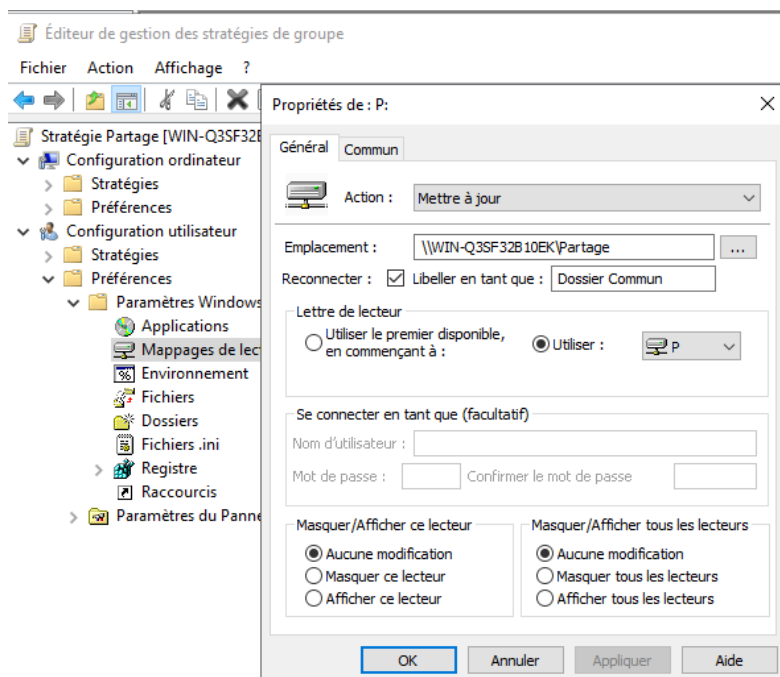 Éditeur de gestion des stratégies de groupe
Fichier Action Affichage ?
Stratégie Partage [WIN-Q3SF32
Configuration ordinateur
Stratégies
Préférences
Configuration utilisateur
Stratégies
Préférences
Paramètres Windows
Applications
Mappages de lec
Environnement
Fichiers
Dossiers
Fichiers .ini
Registre
Raccourcis
Paramètres du Panne
Propriétés de : P:
Général Commun
Action : Mettre à jour
Emplacement : \\WIN-Q3SF32B10EK\Partage ...
Reconnecter : Libeller en tant que : Dossier Commun
Lettre de lecteur
Utiliser le premier disponible,
en commençant à :
Utiliser : P
Se connecter en tant que (facultatif)
Nom d'utilisateur :
Mot de passe : Confirmer le mot de passe
Masquer/Afficher ce lecteur
Aucune modification
Masquer ce lecteur
Afficher ce lecteur
Masquer/Afficher tous les lecteurs
Aucune modification
Masquer tous les lecteurs
Afficher tous les lecteurs
OK Annuler Appliquer Aide